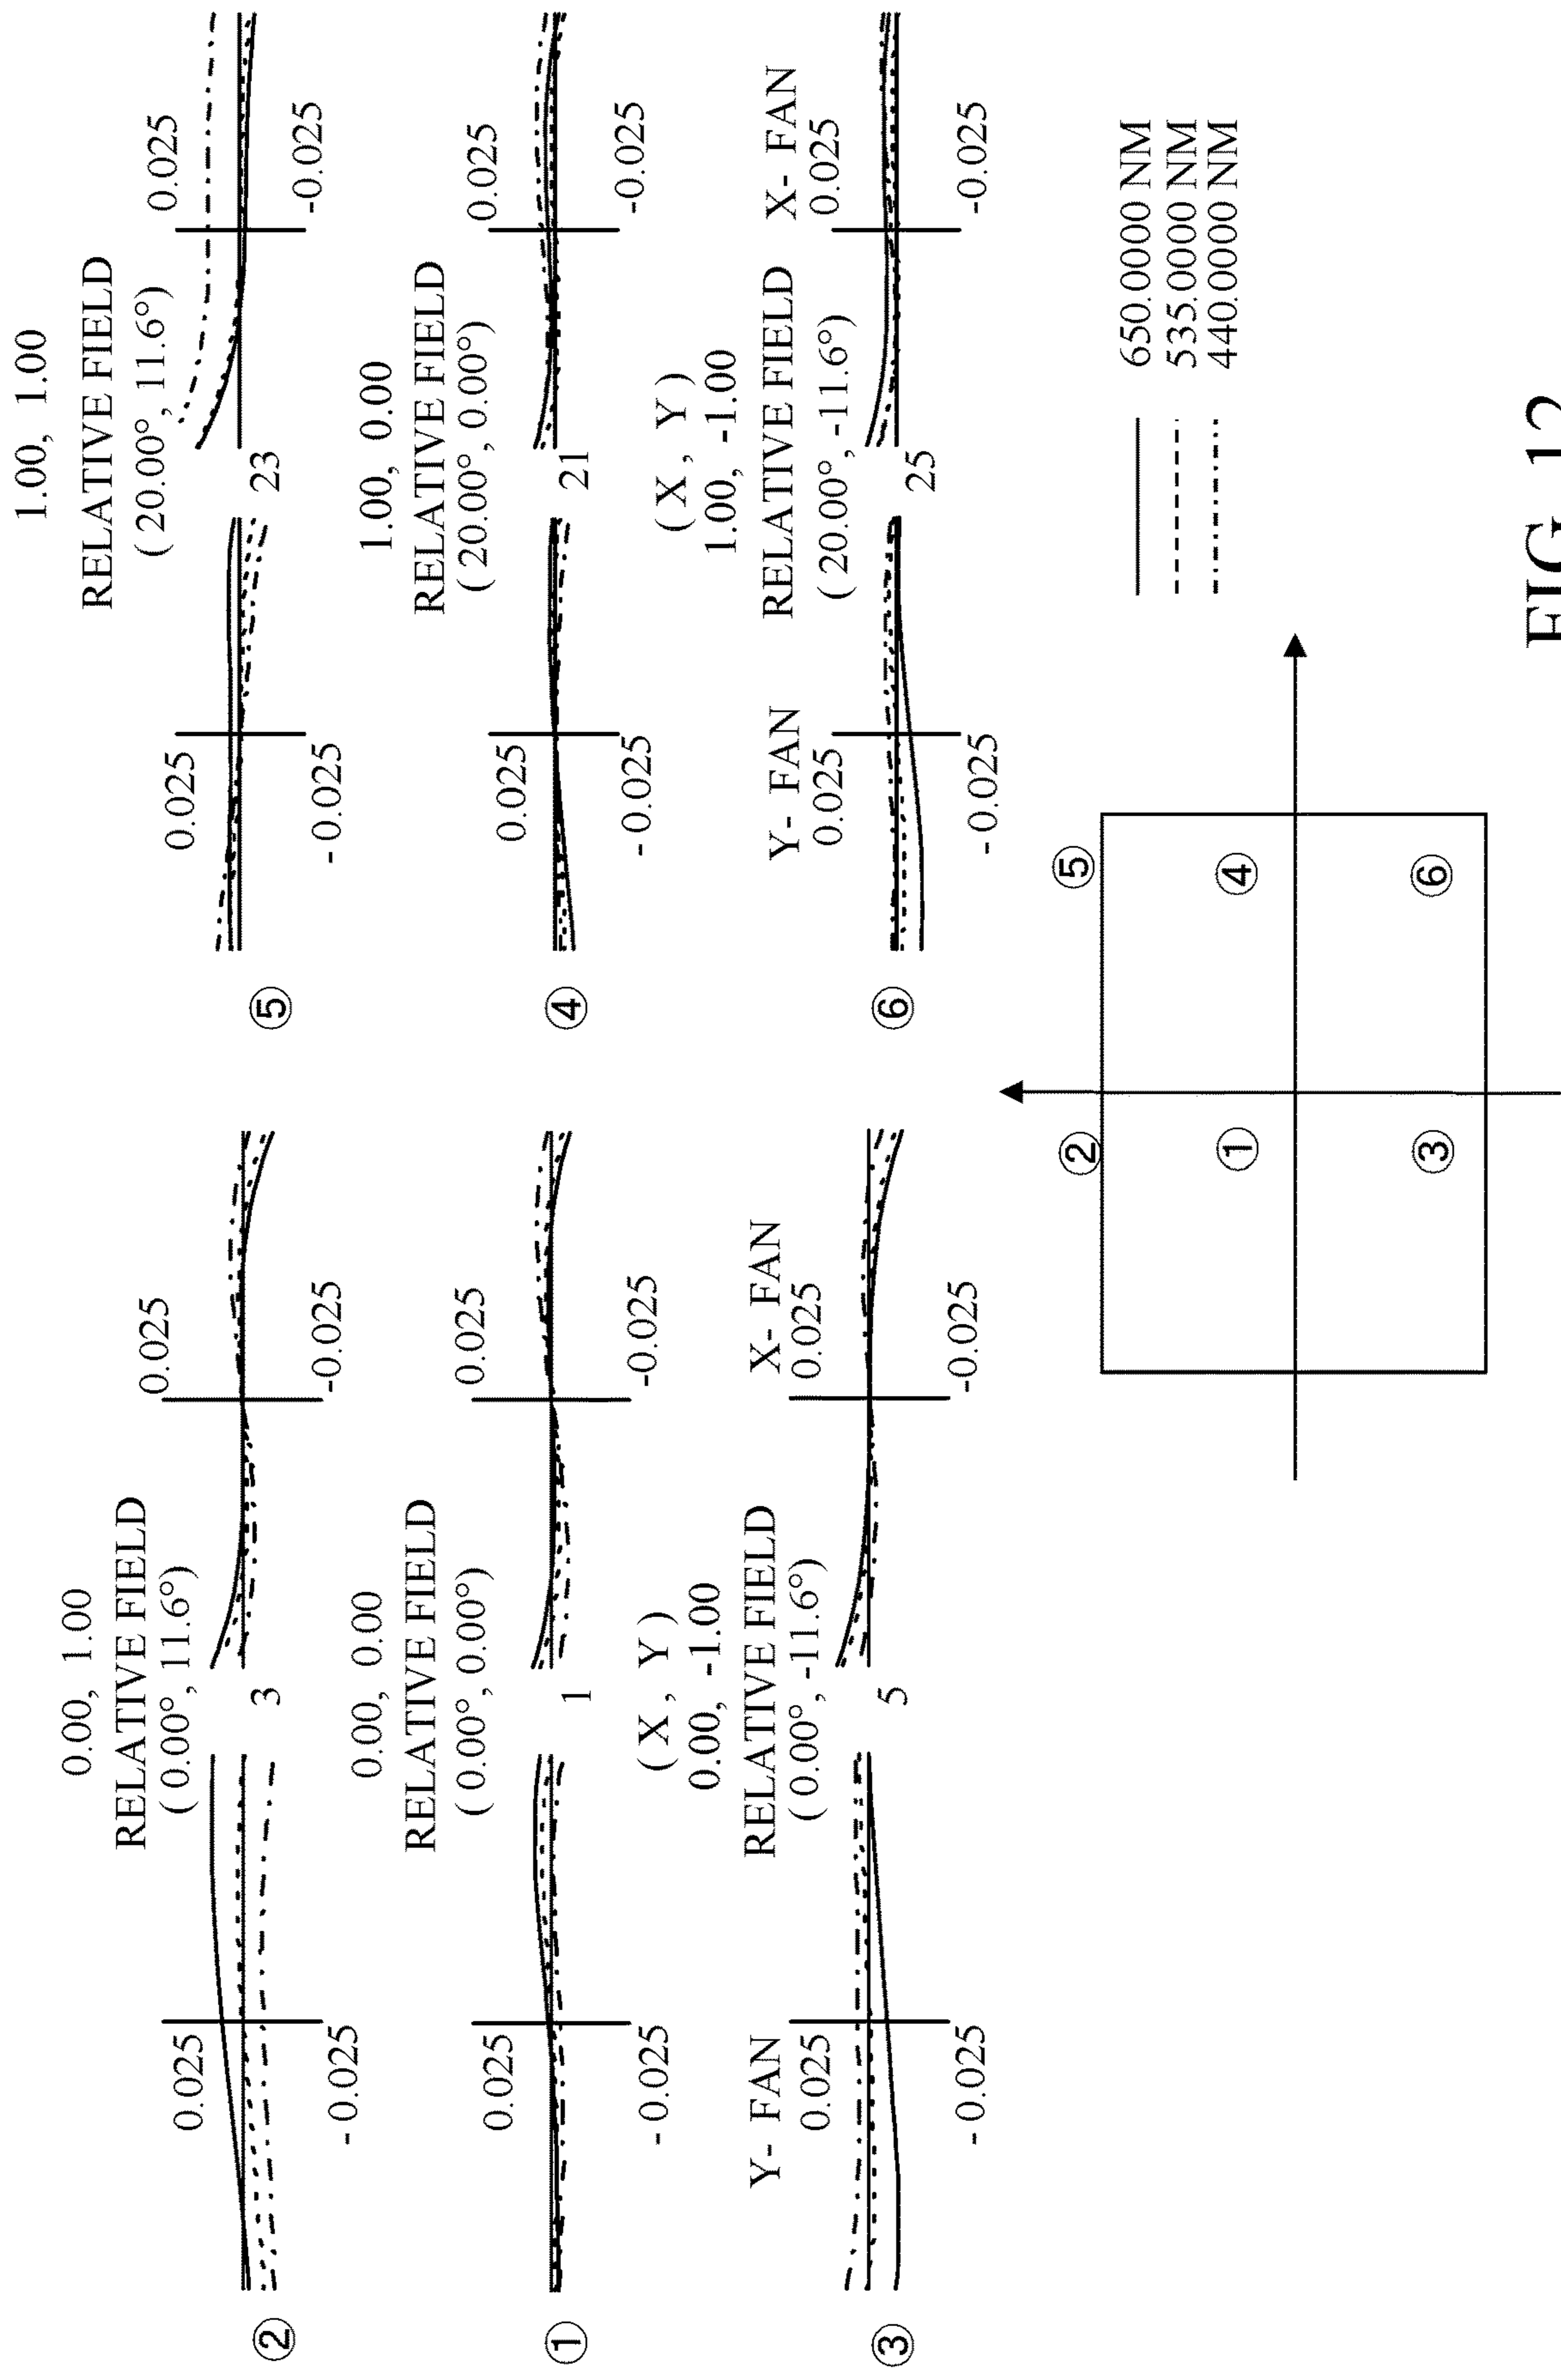 0.00, 1.00
RELATIVE FIELD
( 0.00°, 11.6°)
②
0.025
- 0.025
3
0.025
-0.025
0.00, 0.00
RELATIVE FIELD
( 0.00°, 0.00°)
①
0.025
- 0.025
1
0.025
-0.025
( X , Y )
0.00, -1.00
RELATIVE FIELD
( 0.00°, -11.6°)
Y- FAN
X- FAN
③
0.025
- 0.025
5
0.025
-0.025
1.00, 1.00
RELATIVE FIELD
( 20.00°, 11.6°)
⑤
0.025
- 0.025
23
0.025
-0.025
1.00, 0.00
RELATIVE FIELD
( 20.00°, 0.00°)
④
0.025
- 0.025
21
0.025
-0.025
( X , Y )
1.00, -1.00
RELATIVE FIELD
( 20.00°, -11.6°)
Y- FAN
X- FAN
⑥
0.025
- 0.025
25
0.025
-0.025
② ⑤
① ④
③ ⑥
650.0000 NM
535.0000 NM
440.0000 NM
FIG.12